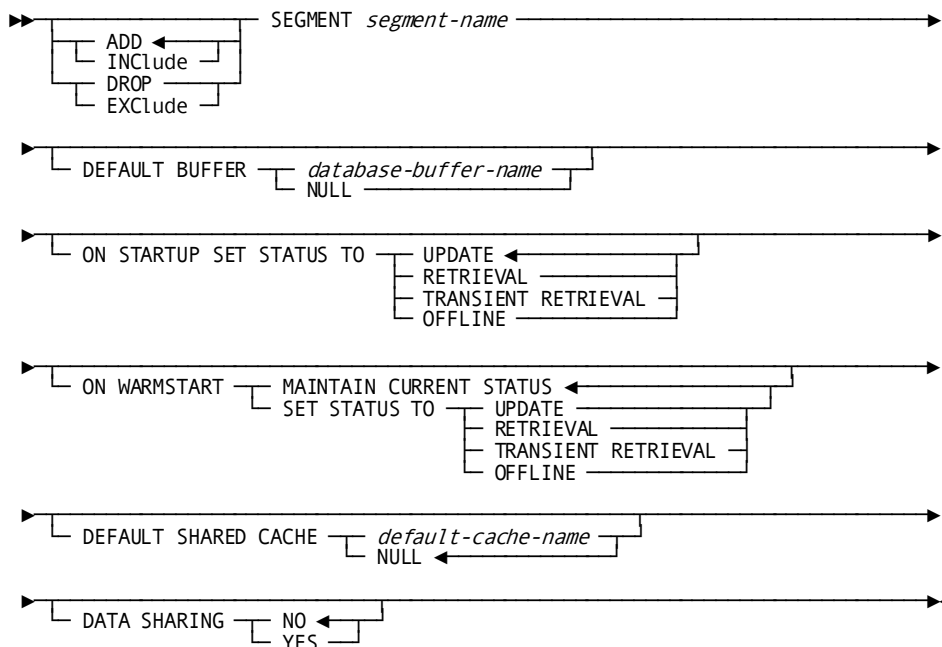 SEGMENT segment-name
ADD
INClude
DROP
EXClude
DEFAULT BUFFER database-buffer-name
NULL
ON STARTUP SET STATUS TO UPDATE
RETRIEVAL
TRANSIENT RETRIEVAL
OFFLINE
ON WARMSTART MAINTAIN CURRENT STATUS
SET STATUS TO UPDATE
RETRIEVAL
TRANSIENT RETRIEVAL
OFFLINE
DEFAULT SHARED CACHE default-cache-name
NULL
DATA SHARING NO
YES